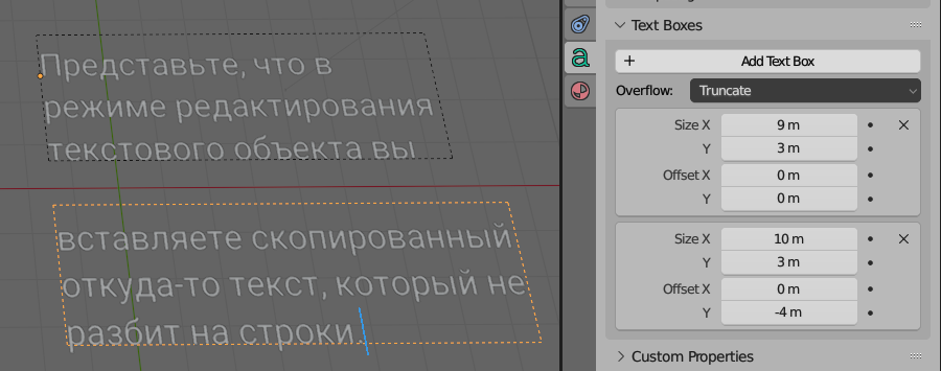 Представьте, что в
режиме редактирования
текстового объекта вы
вставляете скопированный
откуда-то текст, который не
разбит на строки.
Text Boxes
+ Add Text Box
Overflow: Truncate
Size X 9 m
Y 3 m
Offset X 0 m
Y 0 m
Size X 10 m
Y 3 m
Offset X 0 m
Y -4 m
Custom Properties